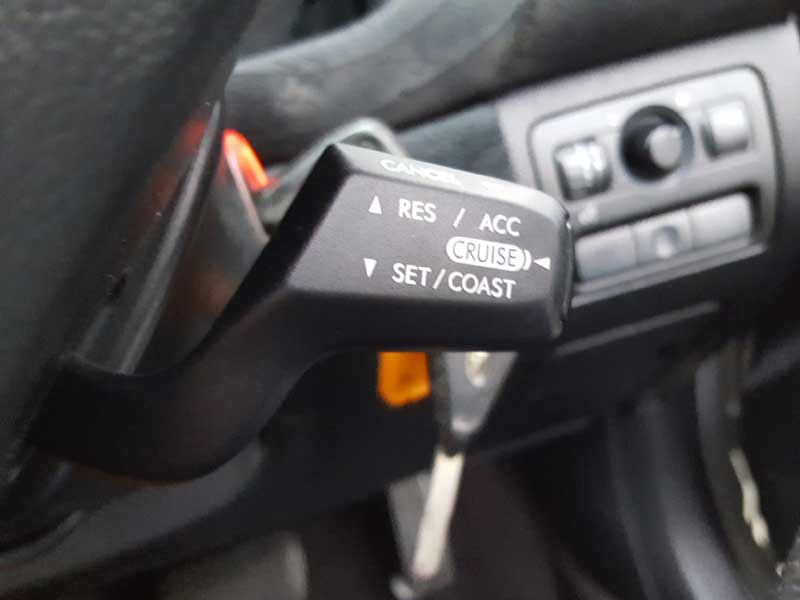 CANCEL
▲ RES / ACC
CRUISE
▼ SET/COAST